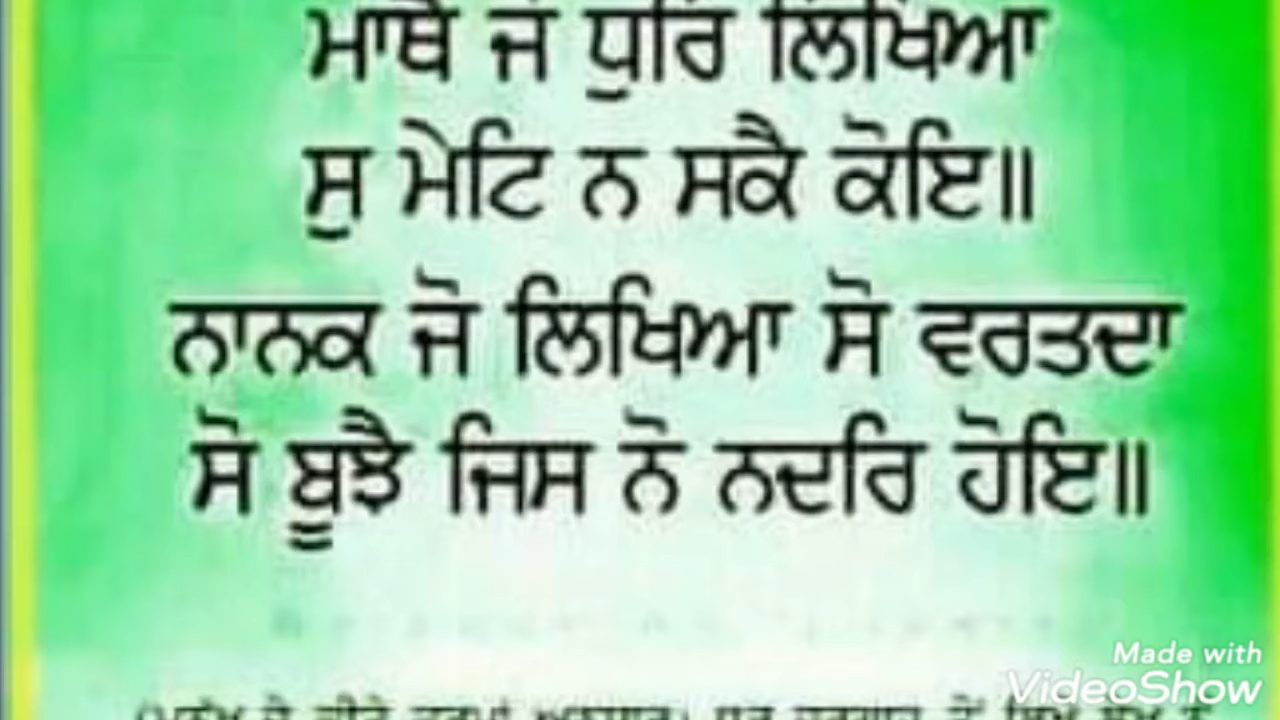 ਮਾਥੈ ਜੋ ਧੁਰਿ ਲਿਖਿਆ
ਸੁ ਮੇਟਿ ਨ ਸਕੈ ਕੋਇ॥
ਨਾਨਕ ਜੋ ਲਿਖਿਆ ਸੋ ਵਰਤਦਾ
ਸੋ ਬੂਝੈ ਜਿਸ ਨੋ ਨਦਰਿ ਹੋਇ॥
Made with
VideoShow